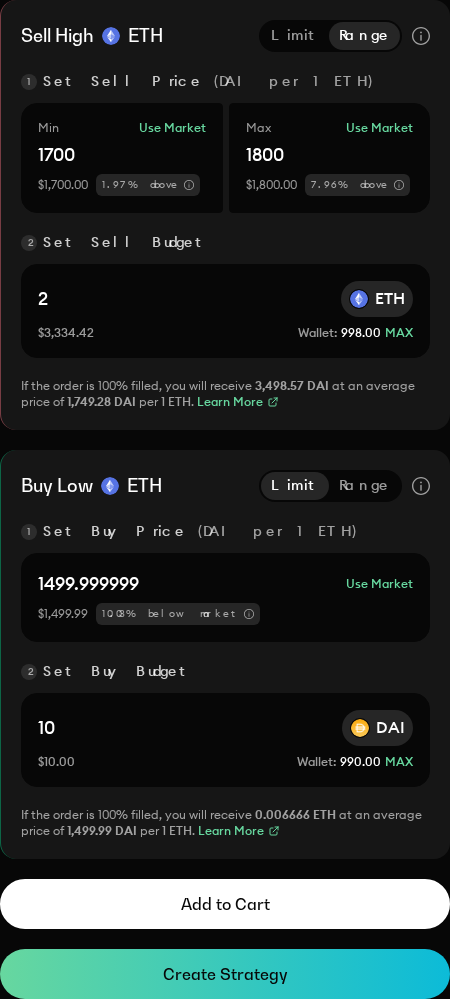 Sell High ETH Limit Range
1 Set Sell Price (DAI per 1 ETH)
Min Use Market Max Use Market
1700 1800
$1,700.00 1.97% above $1,800.00 7.96% above
2 Set Sell Budget
2 ETH
$3,334.42 Wallet: 998.00 MAX
If the order is 100% filled, you will receive 3,498.57 DAI at an average
price of 1,749.28 DAI per 1 ETH. Learn More
Buy Low ETH Limit Range
1 Set Buy Price (DAI per 1 ETH)
1499.999999 Use Market
$1,499.99 10.03% below market
2 Set Buy Budget
10 DAI
$10.00 Wallet: 990.00 MAX
If the order is 100% filled, you will receive 0.006666 ETH at an average
price of 1,499.99 DAI per 1 ETH. Learn More
Add to Cart
Create Strategy